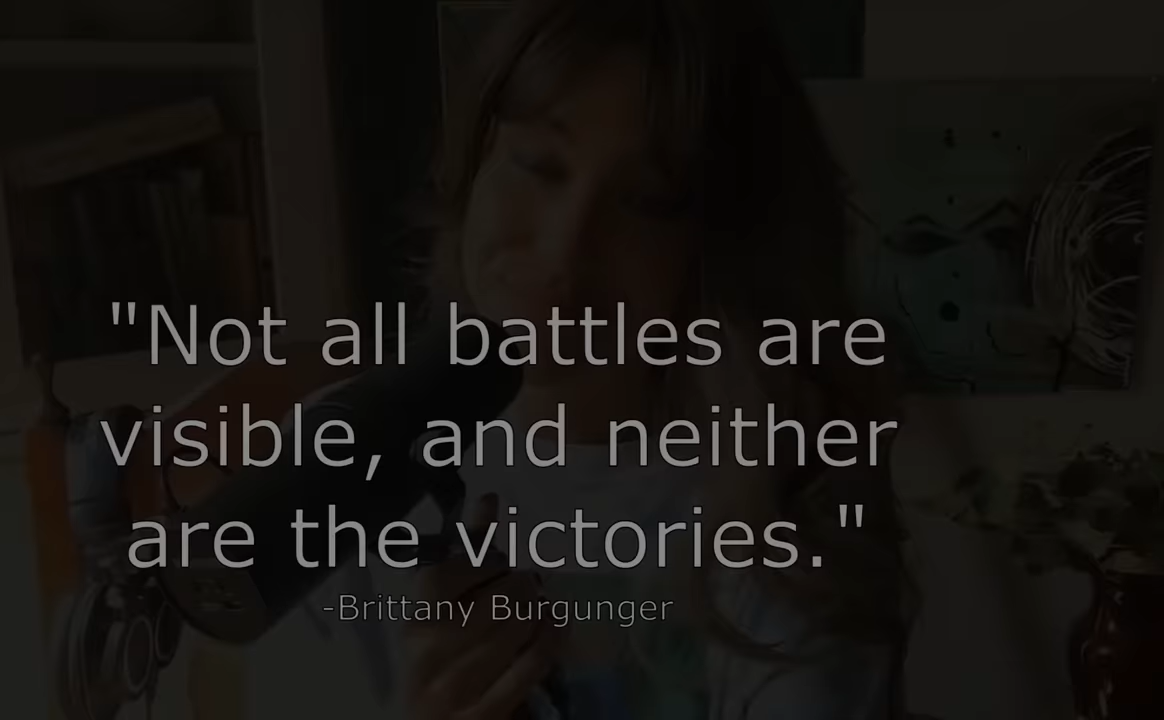 "Not all battles are
visible, and neither
are the victories."
-Brittany Burgunger